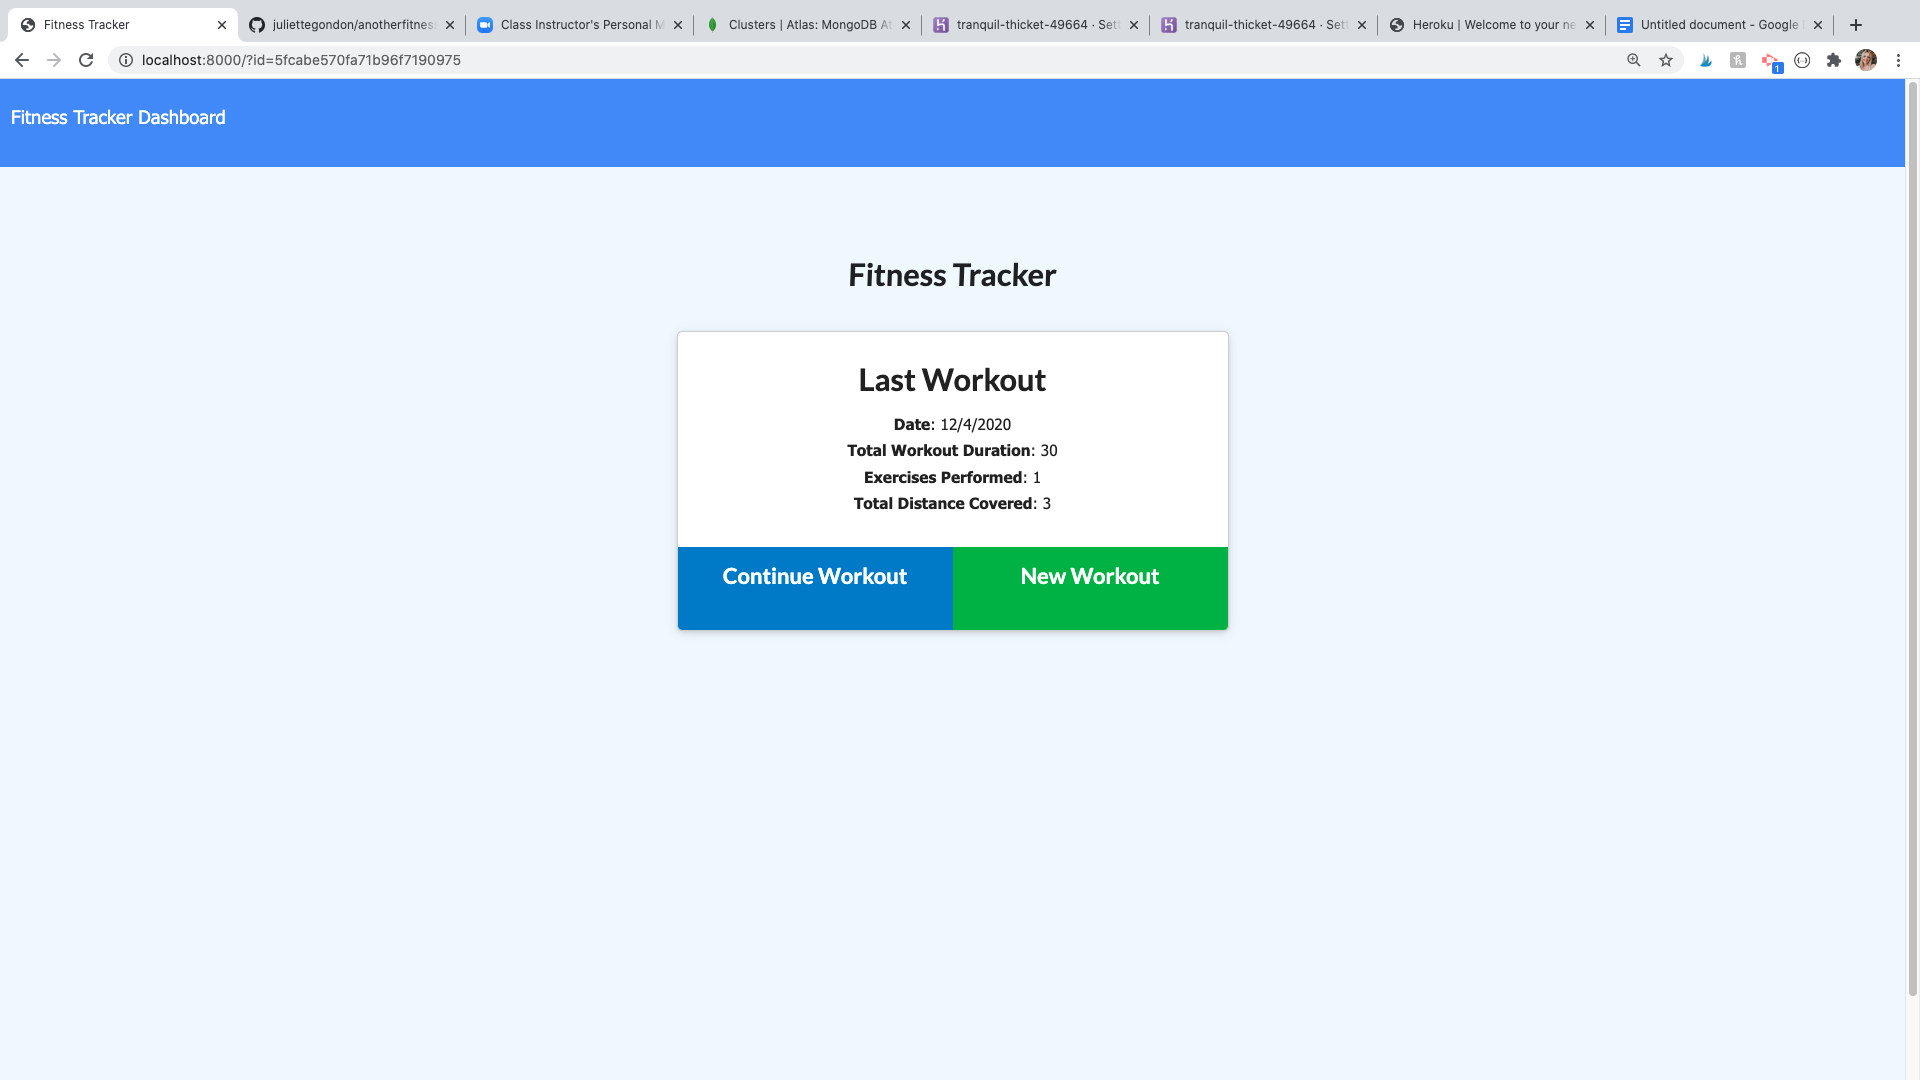 Fitness Tracker
juliettegondon/anotherfitness
Class Instructor's Personal M
Clusters | Atlas: MongoDB At
tranquil-thicket-49664 · Sett
tranquil-thicket-49664 · Sett
Heroku | Welcome to your ne
Untitled document - Google
localhost:8000/?id=5fcabe570fa71b96f7190975
1
Fitness Tracker Dashboard
Fitness Tracker
Last Workout
Date: 12/4/2020
Total Workout Duration: 30
Exercises Performed: 1
Total Distance Covered: 3
Continue Workout
New Workout